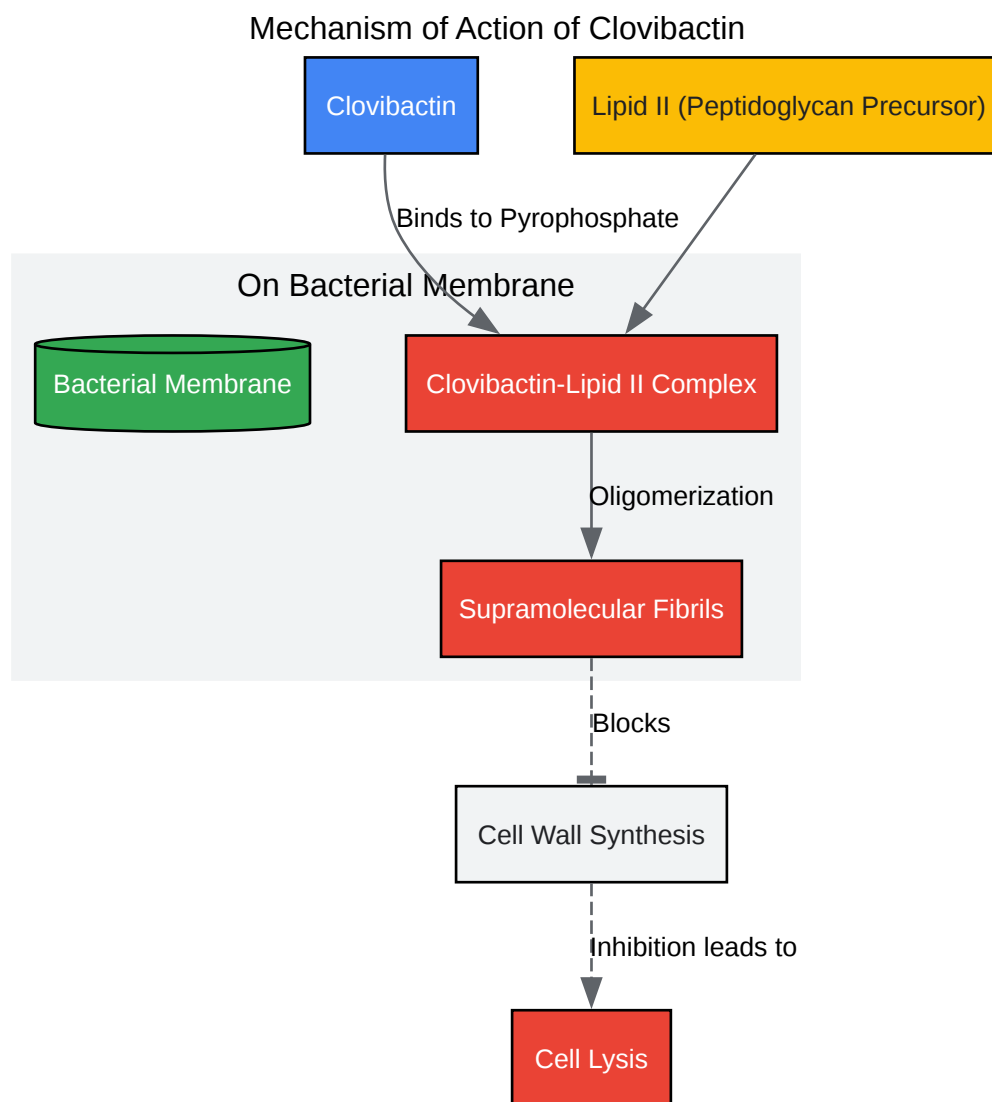 Mechanism of Action of Clovibactin
Clovibactin
Lipid II (Peptidoglycan Precursor)
Binds to Pyrophosphate
On Bacterial Membrane
Bacterial Membrane
Clovibactin-Lipid II Complex
Oligomerization
Supramolecular Fibrils
Blocks
Cell Wall Synthesis
Inhibition leads to
Cell Lysis